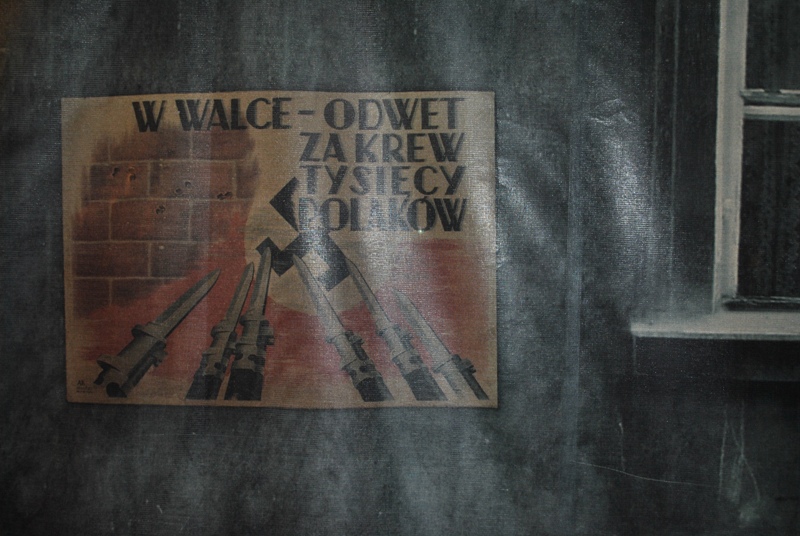 W WALCE - ODWET
ZA KREW
TYSIĘCY
POLAKÓW